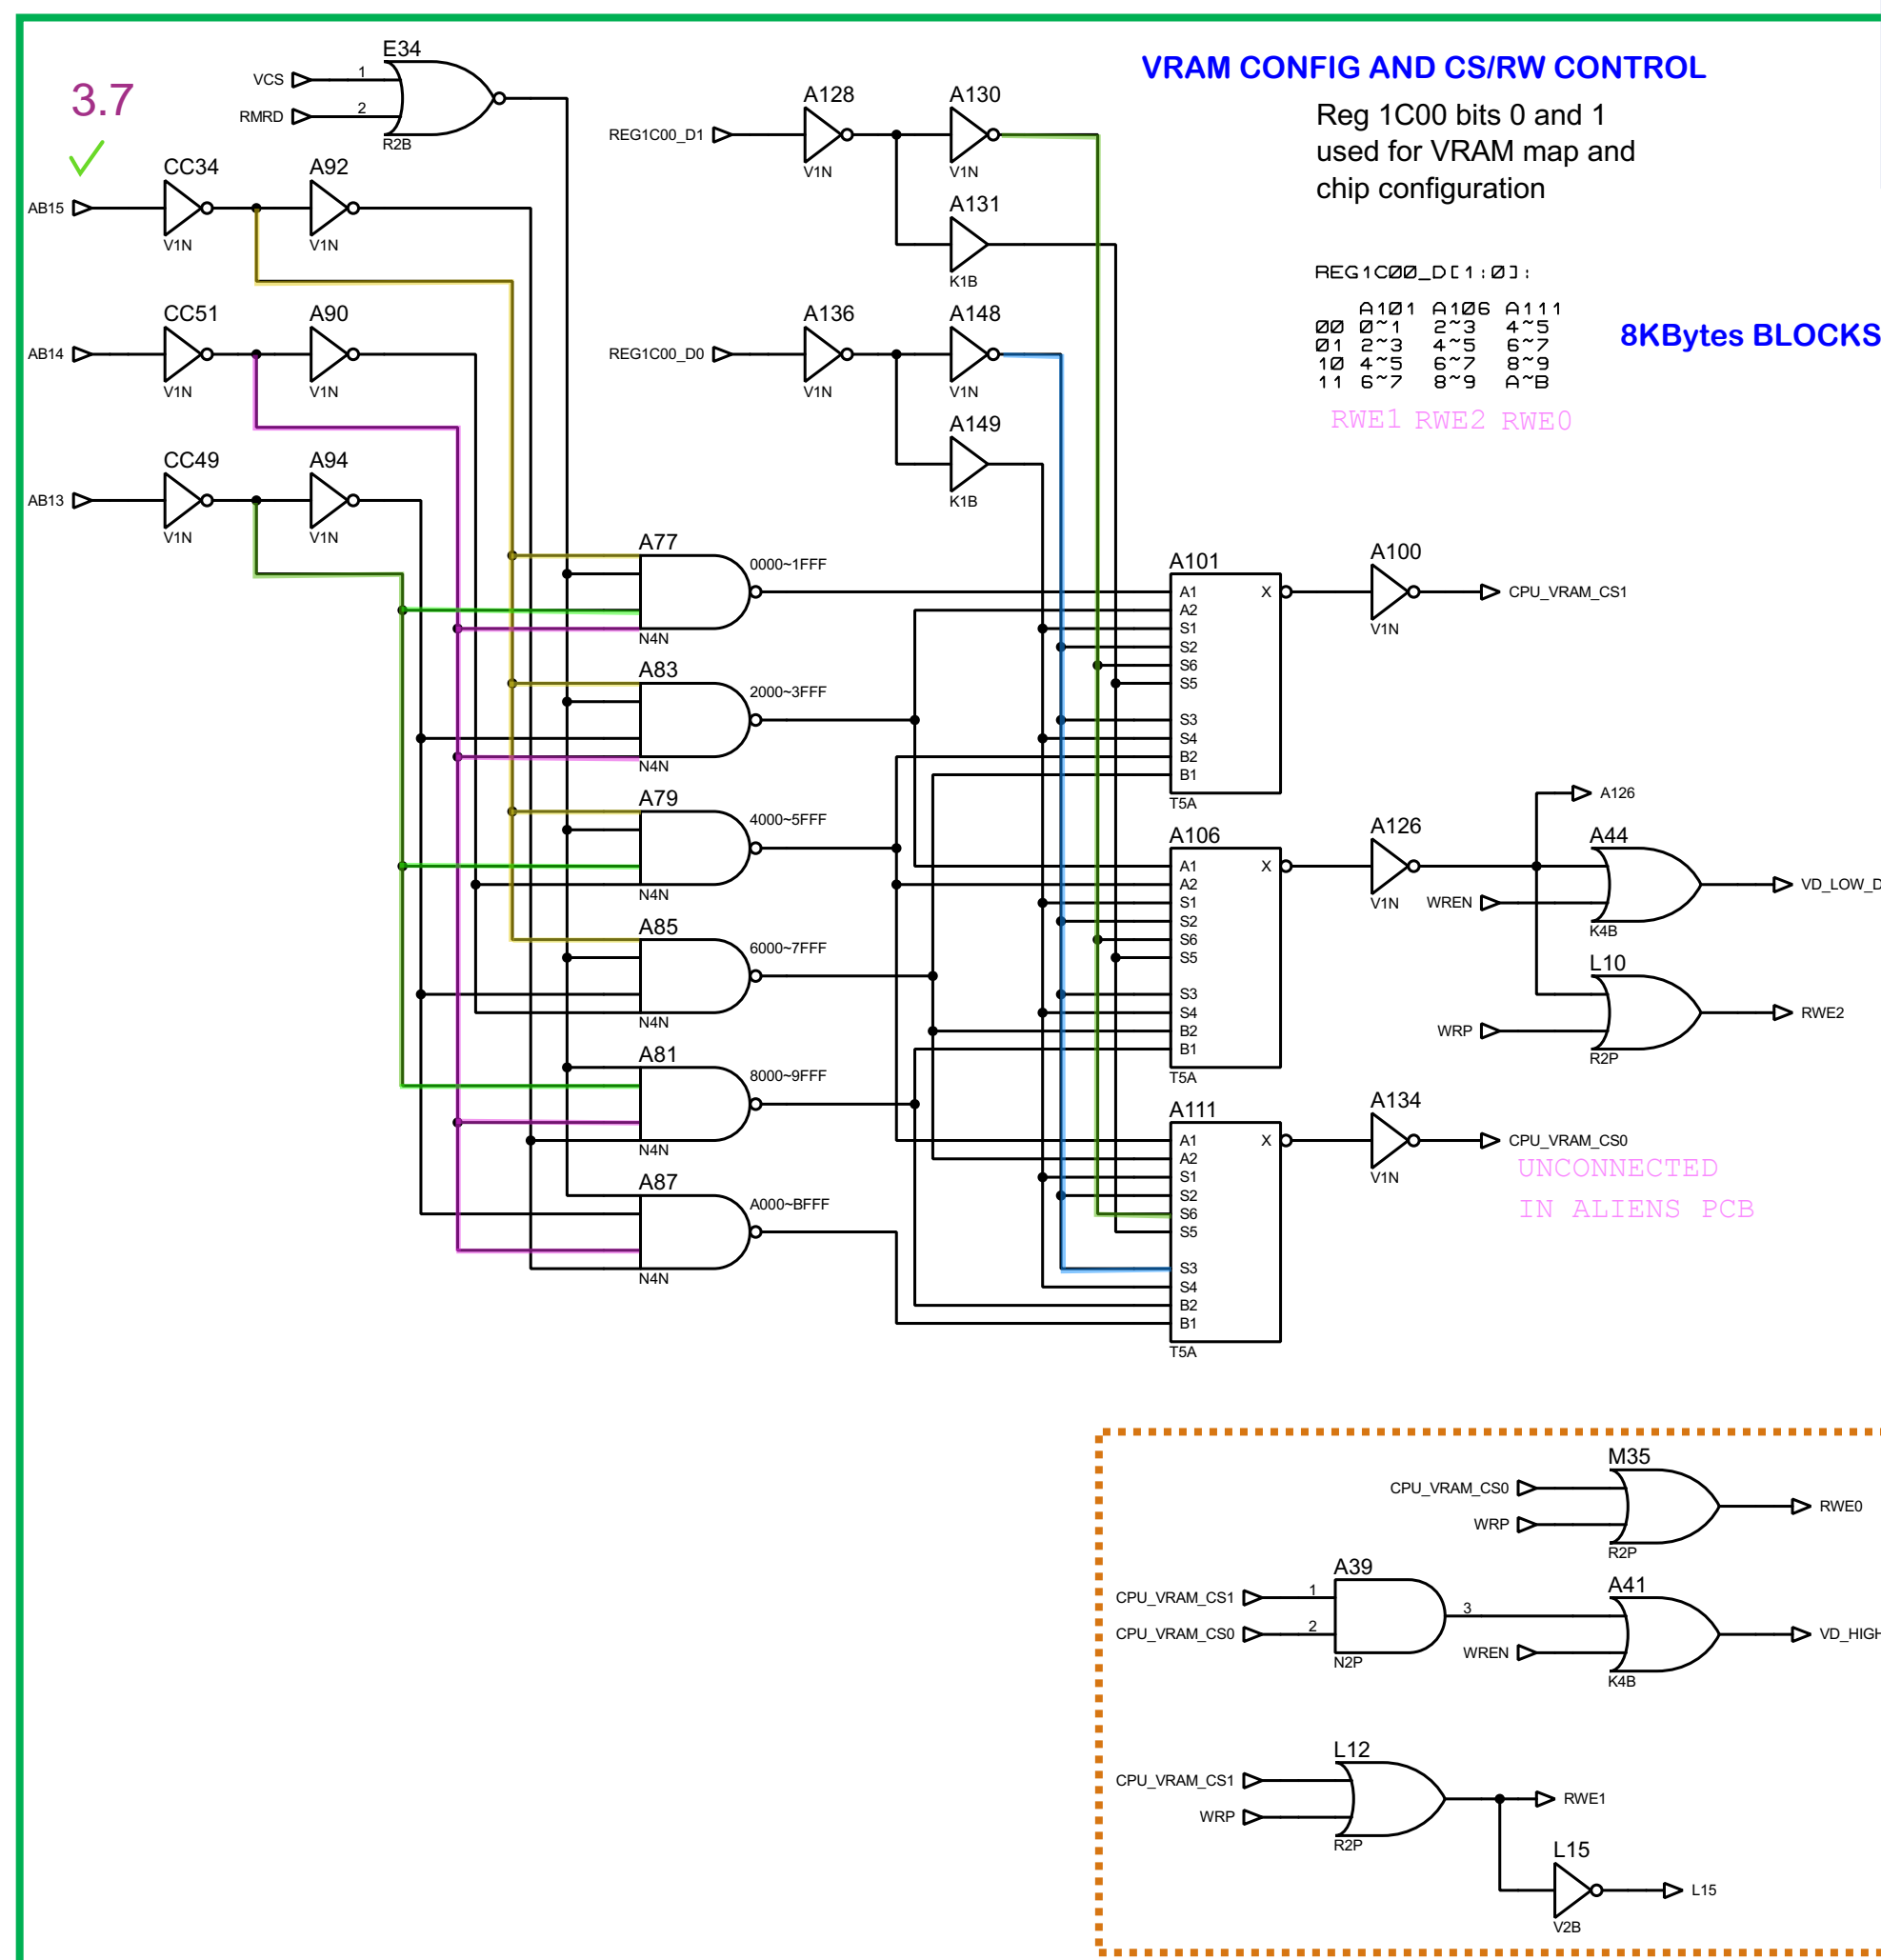 VRAM CONFIG AND CS/RW CONTROL
Reg 1C00 bits 0 and 1
used for VRAM map and
chip configuration
REG1C00_D[1:0]:
A101 A106 A111
00 0~1 2~3 4~5
01 2~3 4~5 6~7
10 4~5 6~7 8~9
11 6~7 8~9 A~B
8KBytes BLOCKS
RWE1 RWE2 RWE0
3.7
E34
VCS
1
RMRD
2
R2B
AB15
CC34
V1N
A92
V1N
AB14
CC51
V1N
A90
V1N
AB13
CC49
V1N
A94
V1N
REG1C00_D1
A128
V1N
A130
V1N
A131
K1B
REG1C00_D0
A136
V1N
A148
V1N
A149
K1B
A77
0000~1FFF
N4N
A83
2000~3FFF
N4N
A79
4000~5FFF
N4N
A85
6000~7FFF
N4N
A81
8000~9FFF
N4N
A87
A000~BFFF
N4N
A101
A1 X
A2
S1
S2
S6
S5
S3
S4
B2
B1
T5A
A100
V1N
CPU_VRAM_CS1
A106
A1 X
A2
S1
S2
S6
S5
S3
S4
B2
B1
T5A
A126
V1N
A126
A44
WREN
K4B
VD_LOW_D
L10
WRP
R2P
RWE2
A111
A1 X
A2
S1
S2
S6
S5
S3
S4
B2
B1
T5A
A134
V1N
CPU_VRAM_CS0
UNCONNECTED
IN ALIENS PCB
M35
CPU_VRAM_CS0
WRP
R2P
RWE0
A39
CPU_VRAM_CS1
1
CPU_VRAM_CS0
2
3
N2P
A41
WREN
K4B
VD_HIGH
L12
CPU_VRAM_CS1
WRP
R2P
RWE1
L15
V2B
L15